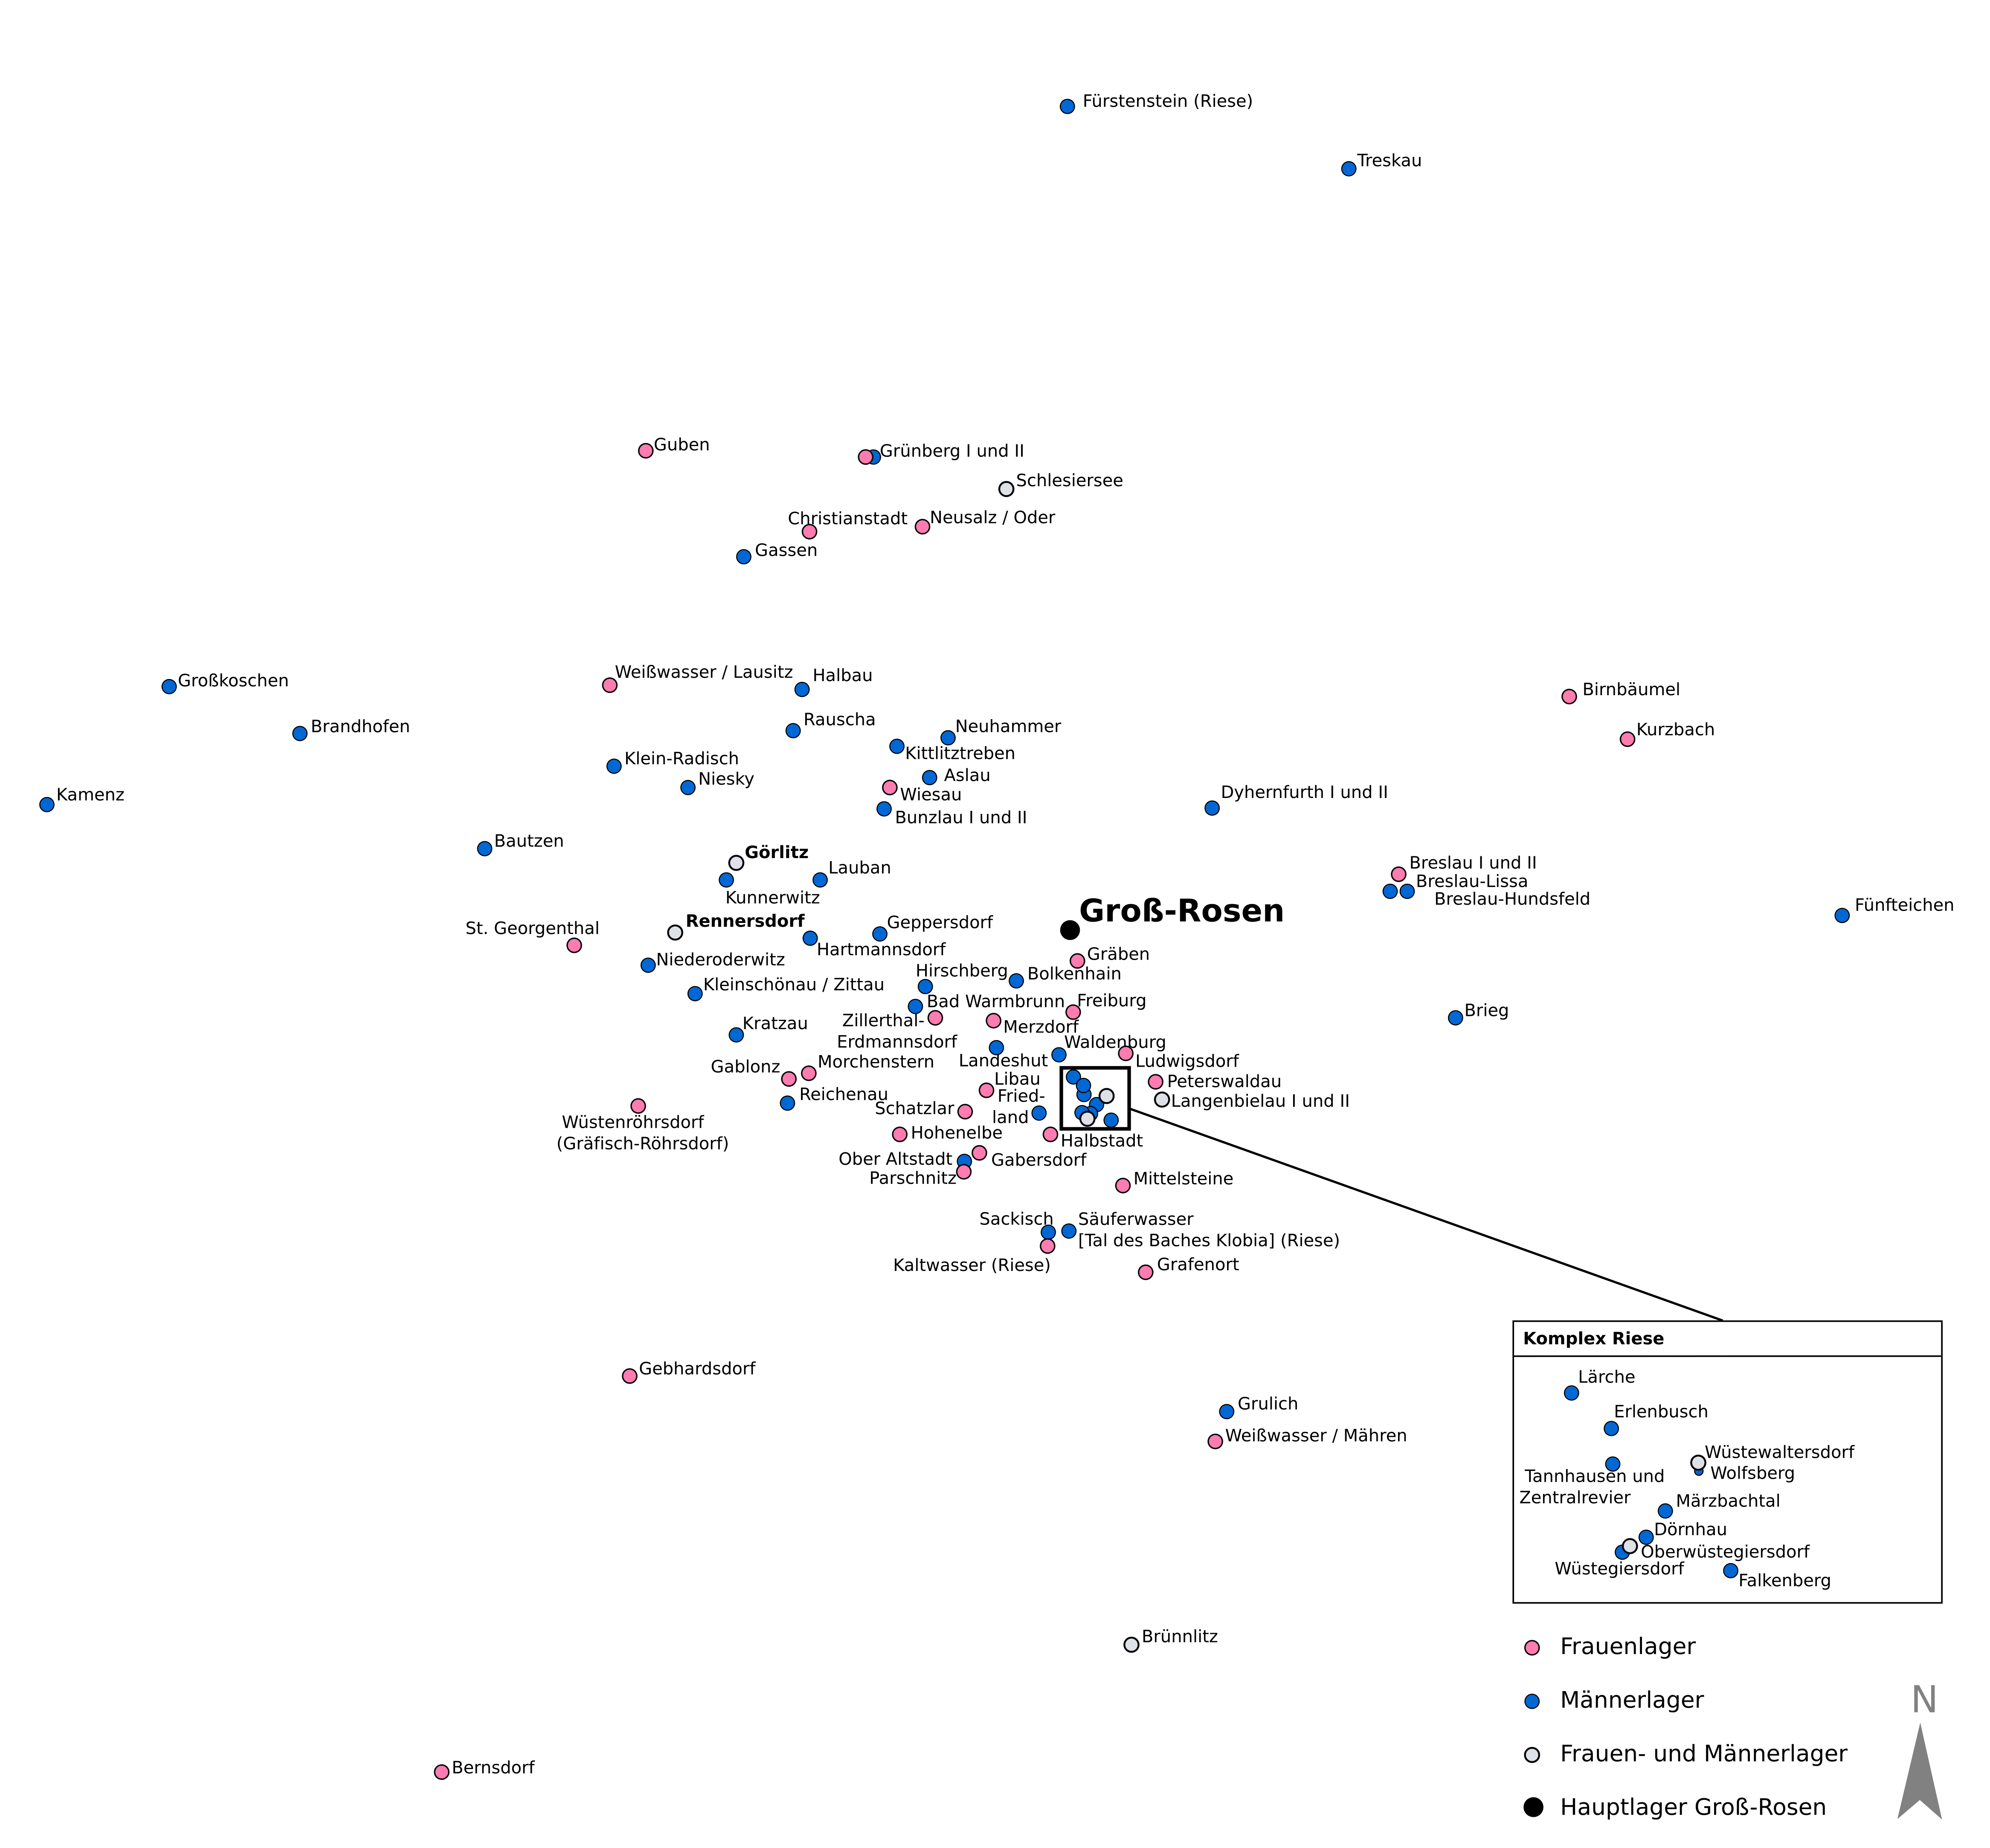 Fürstenstein (Riese)
Treskau
Guben
Grünberg I und II
Schlesiersee
Christianstadt
Neusalz / Oder
Gassen
Großkoschen
Weißwasser / Lausitz
Halbau
Birnbäumel
Brandhofen
Rauscha
Neuhammer
Kurzbach
Kittlitztreben
Klein-Radisch
Niesky
Aslau
Kamenz
Wiesau
Dyhernfurth I und II
Bunzlau I und II
Bautzen
Görlitz
Lauban
Breslau I und II
Breslau-Lissa
Kunnerwitz
Breslau-Hundsfeld
Groß-Rosen
Fünfteichen
St. Georgenthal
Rennersdorf
Geppersdorf
Hartmannsdorf
Gräben
Niederoderwitz
Hirschberg
Bolkenhain
Kleinschönau / Zittau
Bad Warmbrunn
Freiburg
Brieg
Kratzau
Zillerthal-
Erdmannsdorf
Merzdorf
Waldenburg
Landeshut
Ludwigsdorf
Gablonz
Morchenstern
Libau
Peterswaldau
Reichenau
Fried-
land
Langenbielau I und II
Schatzlar
Wüstenröhrsdorf
(Gräfisch-Röhrsdorf)
Hohenelbe
Halbstadt
Ober Altstadt
Gabersdorf
Parschnitz
Mittelsteine
Sackisch
Säuferwasser
[Tal des Baches Klobia] (Riese)
Kaltwasser (Riese)
Grafenort
Gebhardsdorf
Grulich
Weißwasser / Mähren
Brünnlitz
Bernsdorf
Komplex Riese
Lärche
Erlenbusch
Wüstewaltersdorf
Wolfsberg
Tannhausen und
Zentralrevier
Märzbachtal
Dörnhau
Oberwüstegiersdorf
Wüstegiersdorf
Falkenberg
Frauenlager
Männerlager
Frauen- und Männerlager
Hauptlager Groß-Rosen
N